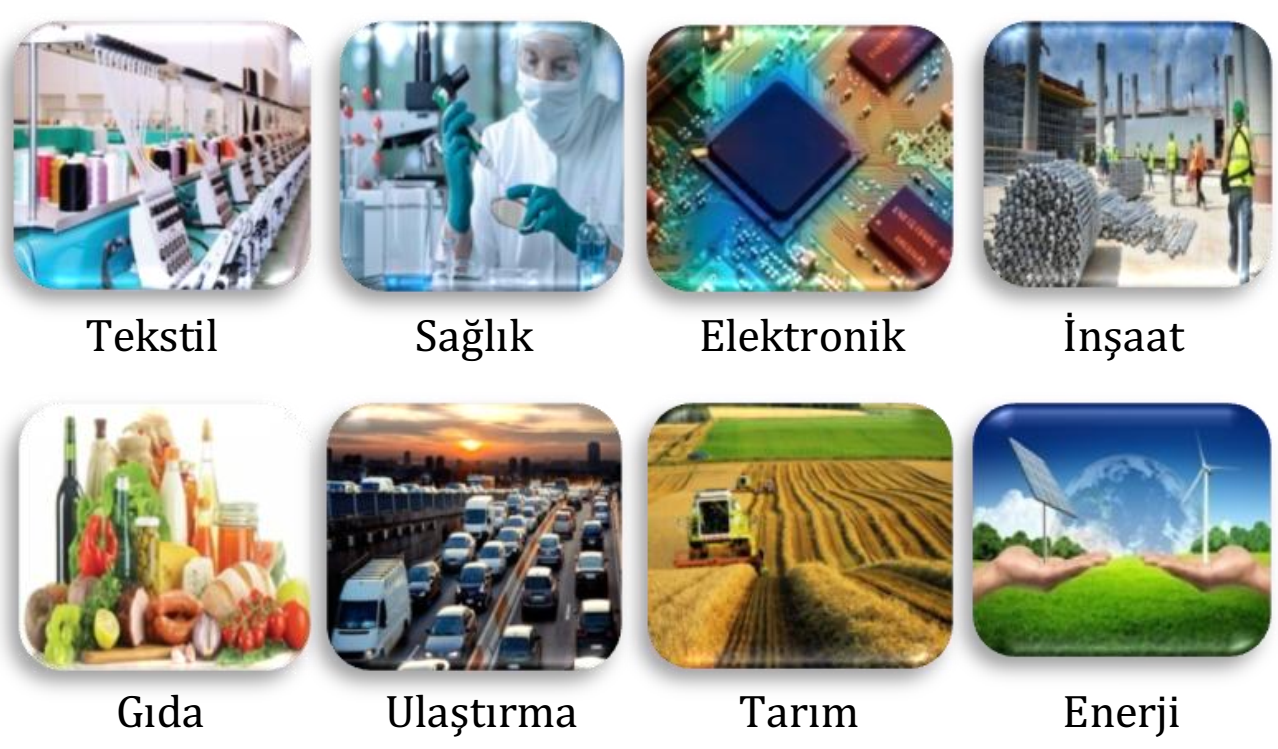 Tekstil
Sağlık
Elektronik
İnşaat
Gıda
Ulaştırma
Tarım
Enerji